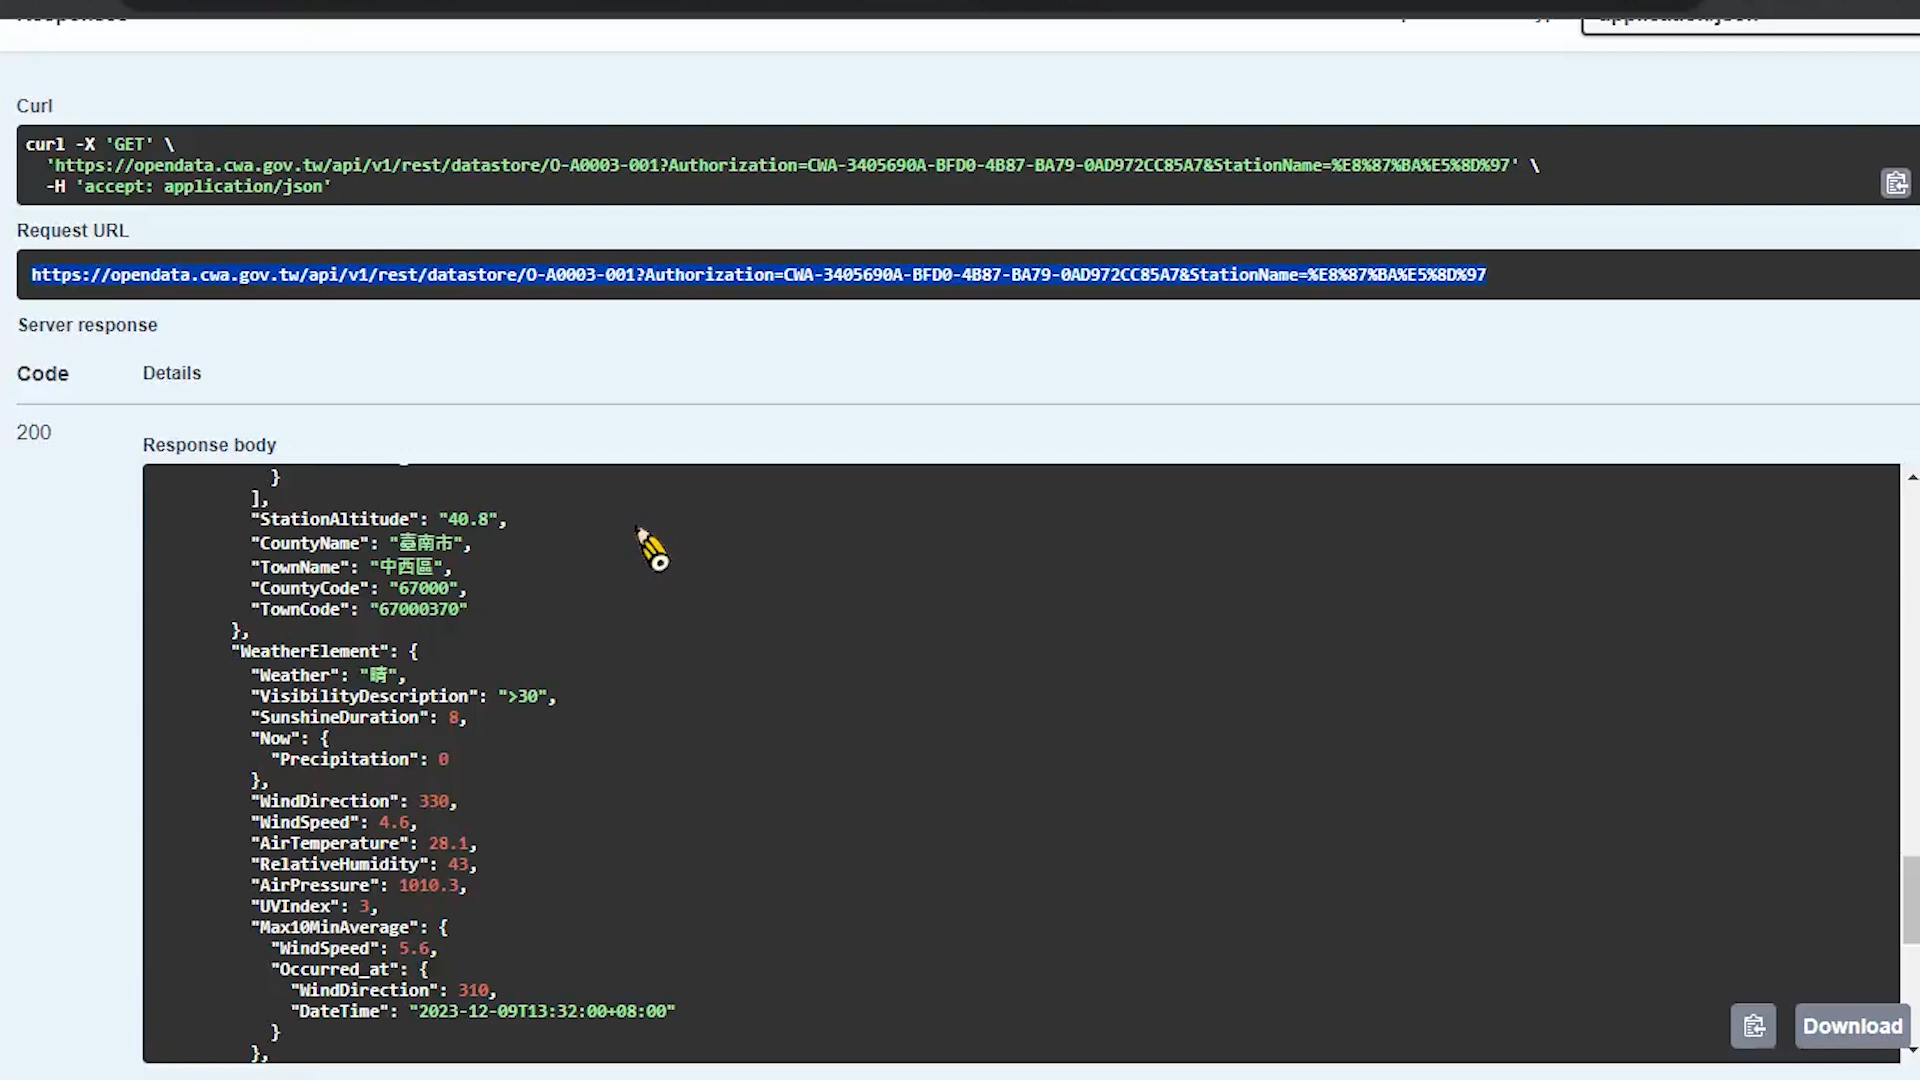 Responses
Curl
curl -X 'GET' \
'https://opendata.cwa.gov.tw/api/v1/rest/datastore/O-A0003-001?Authorization=CWA-3405690A-BFD0-4B87-BA79-0AD972CC85A7&StationName=%E8%87%BA%E5%8D%97' \
-H 'accept: application/json'
Request URL
https://opendata.cwa.gov.tw/api/v1/rest/datastore/O-A0003-001?Authorization=CWA-3405690A-BFD0-4B87-BA79-0AD972CC85A7&StationName=%E8%87%BA%E5%8D%97
Server response
Code Details
200
Response body
}
],
"StationAltitude": "40.8",
"CountyName": "臺南市",
"TownName": "中西區",
"CountyCode": "67000",
"TownCode": "67000370"
},
"WeatherElement": {
"Weather": "晴",
"VisibilityDescription": ">30",
"SunshineDuration": 8,
"Now": {
"Precipitation": 0
},
"WindDirection": 330,
"WindSpeed": 4.6,
"AirTemperature": 28.1,
"RelativeHumidity": 43,
"AirPressure": 1010.3,
"UVIndex": 3,
"Max10MinAverage": {
"WindSpeed": 5.6,
"Occurred_at": {
"WindDirection": 310,
"DateTime": "2023-12-09T13:32:00+08:00"
}
},
Download